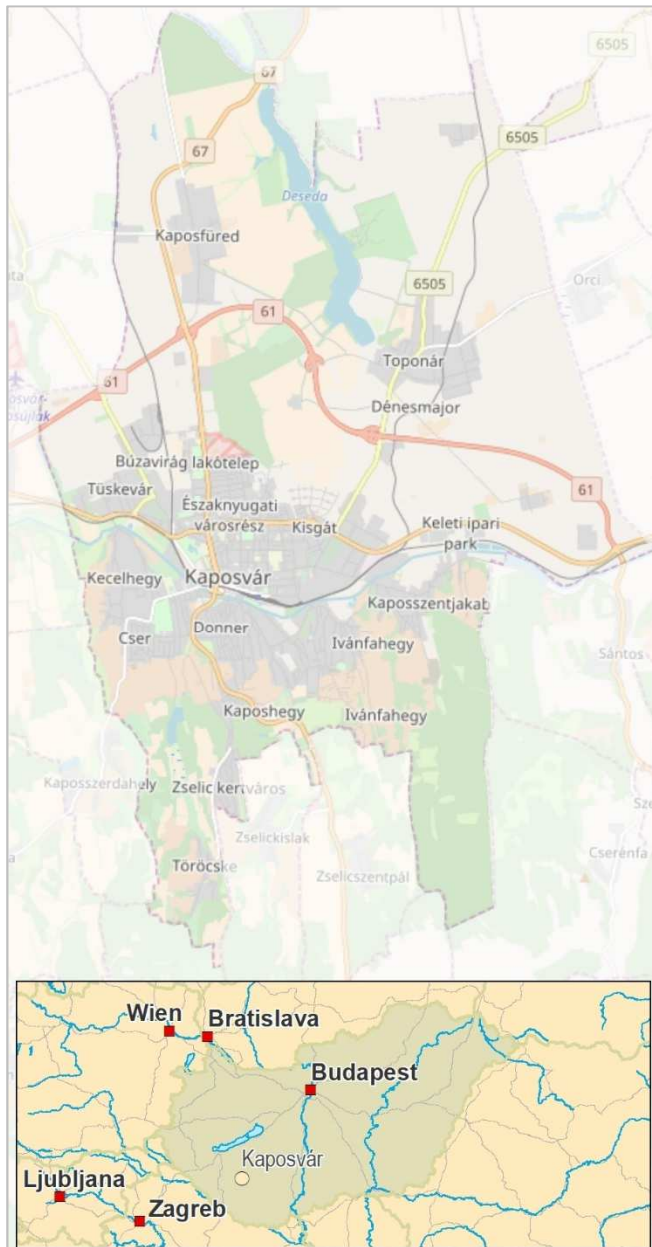 6505
67
6505
67
Deseda
Kaposfüred
Orci
6505
61
Toponár
61
Dénesmajor
Búzavirág lakótelep
Tüskevár
61
Északnyugati
városrész
Kisgát
Keleti ipari
park
Kecelhegy
Kaposvár
Kaposszentjakab
Cser
Donner
Ivánfahegy
Sántos
Kaposhegy
Ivánfahegy
Kaposszerdahely
Zselic kertváros
Zselickislak
Cserénfa
Töröcske
Zselicszentpál
Wien
Bratislava
Budapest
Kaposvár
Ljubljana
Zagreb